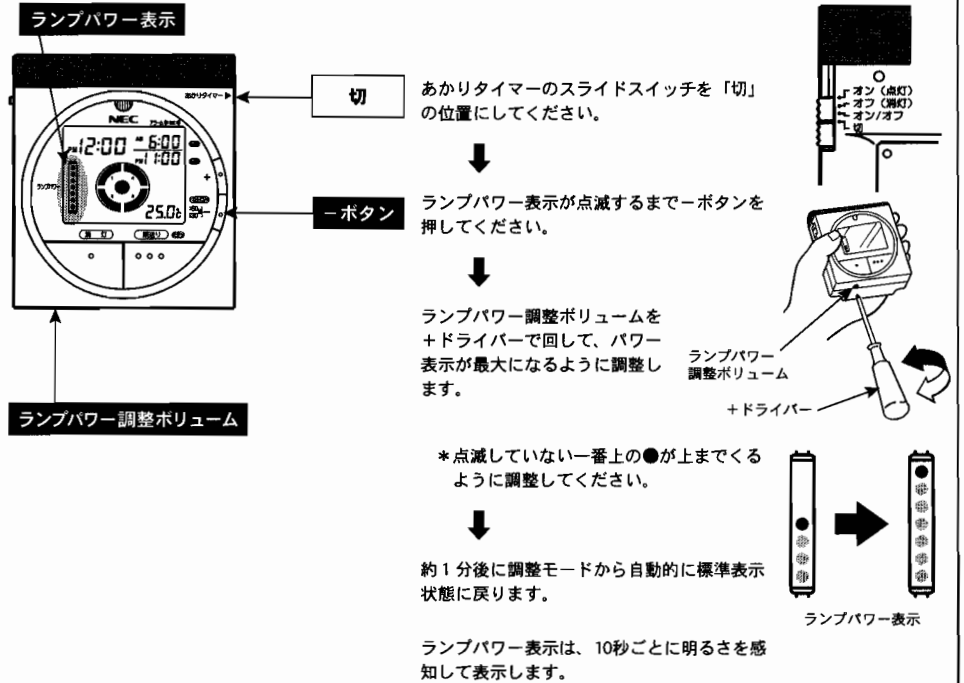 ランプパワー表示
あかりタイマー▶
NEC
PM 12:00
AM 6:00
PM 11:00
+
ランプパワー
25.0c
消 灯
ランプパワー調整ボリューム
切
あかりタイマーのスライドスイッチを「切」
の位置にしてください。
−ボタン
ランプパワー表示が点滅するまで−ボタンを
押してください。
ランプパワー調整ボリュームを
+ドライバーで回して、パワー
表示が最大になるように調整し
ます。
*点滅していない一番上の●が上までくる
ように調整してください。
約1分後に調整モードから自動的に標準表示
状態に戻ります。
ランプパワー表示は、10秒ごとに明るさを感
知して表示します。
オン(点灯)
オフ(消灯)
オン/オフ
切
ランプパワー
調整ボリューム
+ドライバー
ランプパワー表示